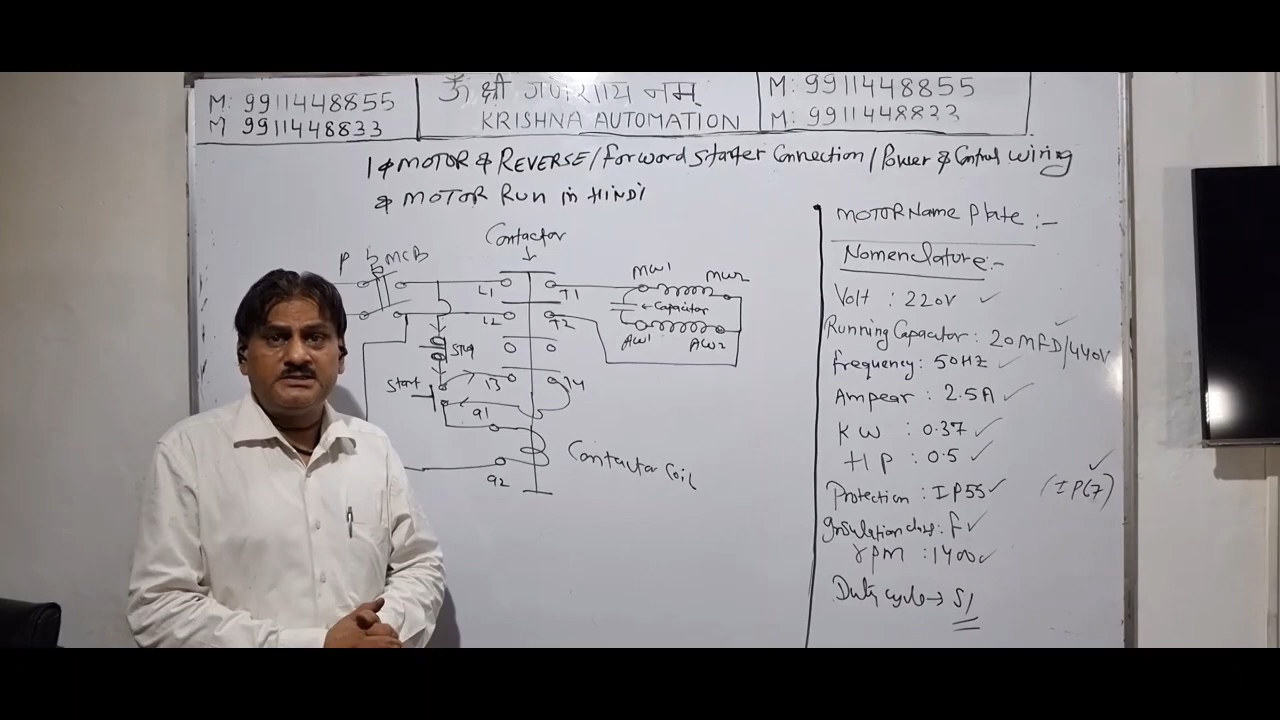 M: 9911448855
M 9911448833
ॐ श्री गणेशाय नमः
KRISHNA AUTOMATION
M: 9911448855
M: 9911448833
1ϕ MOTOR & REVERSE/forword starter Connection/Power & Control wiring
& MOTOR RUN in HINDI
Contactor
P
MCB
L1
T1
MW1
MW2
Capacitor
L2
T2
AW1
AW2
STOP
Start
13
14
a1
Contactor Coil
a2
MOTOR Name Plate :-
Nomenclature:-
Volt : 220V
Running Capacitor : 20MFD/440V
frequency : 50HZ
Ampear : 2.5A
KW : 0.37
HP : 0.5
Protection : IP55 (IP67)
Insulation class : F
rPM : 1400
Duty cycle → S1